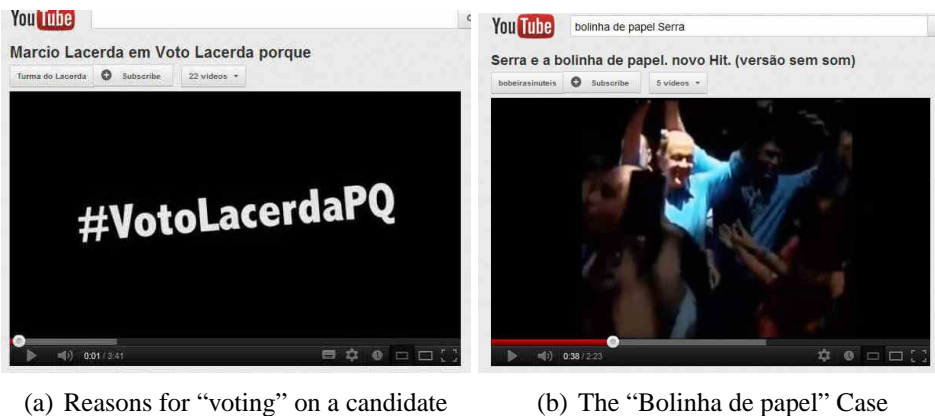 You Tube
Marcio Lacerda em Voto Lacerda porque
Turma do Lacerda Subscribe 22 videos
#VotoLacerdaPQ
0:01 / 3:41
(a) Reasons for “voting” on a candidate
You Tube bolinha de papel Serra
Serra e a bolinha de papel. novo Hit. (versão sem som)
bobeirasinuteis Subscribe 5 videos
0:38 / 2:23
(b) The “Bolinha de papel” Case